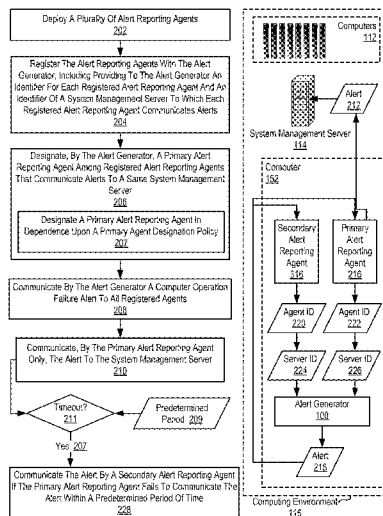 Deploy A Plurality Of Alert Reporting Agents
202
Register The Alert Reporting Agents With The Alert
Generator, Including Providing To The Alert Generator An
Identifier For Each Registered Alert Reporting Agent And An
Identifier Of A System Management Server To Which Each
Registered Alert Reporting Agent Communicates Alerts
204
Designate, By The Alert Generator, A Primary Alert
Reporting Agent Among Registered Alert Reporting Agents
That Communicate Alerts To A Same System Management
Server
206
Designate A Primary Alert Reporting Agent In
Dependence Upon A Primary Agent Designation Policy
207
Communicate By The Alert Generator A Computer Operation
Failure Alert To All Registered Agents
208
Communicate, By The Primary Alert Reporting Agent
Only, The Alert To The System Management Server
210
Timeout?
211
Predetermined
Period 209
Yes 207
Communicate The Alert By A Secondary Alert Reporting Agent
If The Primary Alert Reporting Agent Fails To Communicate The
Alert Within A Predetermined Period Of Time
228
Computers
112
Alert
212
System Management Server
114
Computer
152
Secondary
Alert
Reporting
Agent
316
Primary
Alert
Reporting
Agent
216
Agent ID
220
Agent ID
222
Server ID
224
Server ID
226
Alert Generator
108
Alert
218
Computing Environment
115